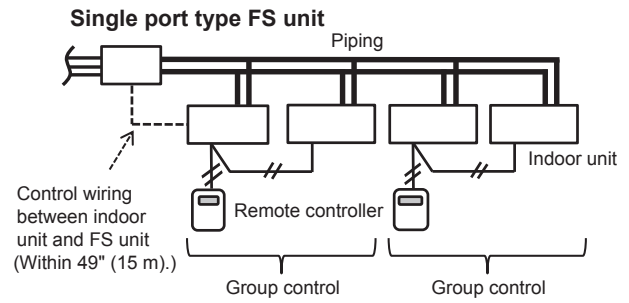 Single port type FS unit
Piping
Indoor unit
Control wiring
between indoor
unit and FS unit
(Within 49" (15 m).)
Remote controller
Group control
Group control